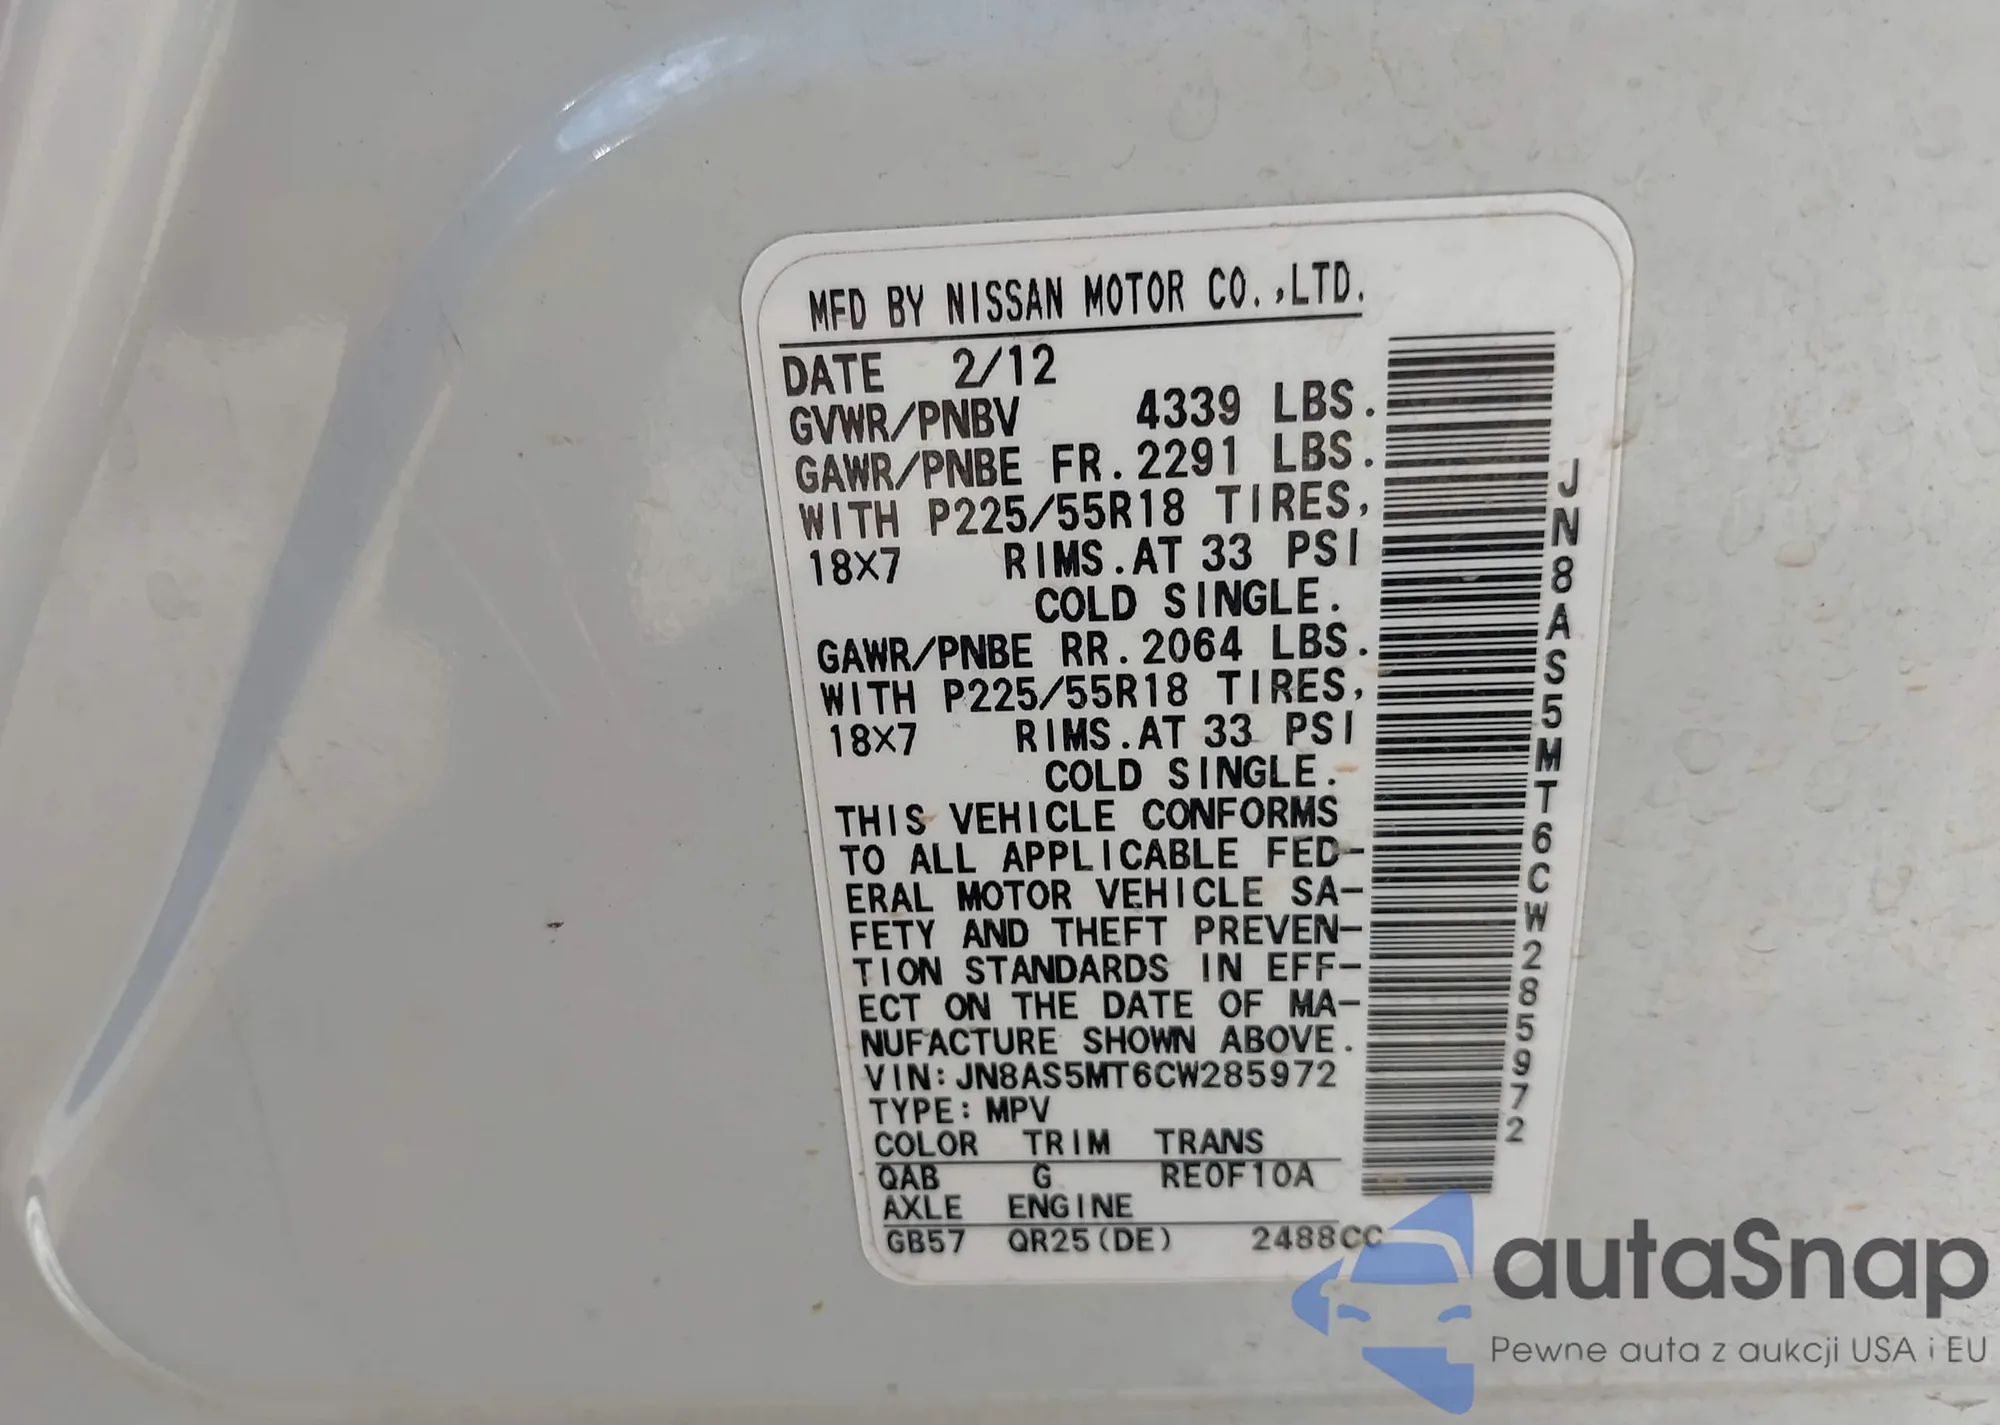 MFD BY NISSAN MOTOR CO.,LTD.
DATE 2/12
GVWR/PNBV 4339 LBS.
GAWR/PNBE FR.2291 LBS.
WITH P225/55R18 TIRES,
18X7 RIMS.AT 33 PSI
COLD SINGLE.
GAWR/PNBE RR.2064 LBS.
WITH P225/55R18 TIRES,
18X7 RIMS.AT 33 PSI
COLD SINGLE.
THIS VEHICLE CONFORMS
TO ALL APPLICABLE FED-
ERAL MOTOR VEHICLE SA-
FETY AND THEFT PREVEN-
TION STANDARDS IN EFF-
ECT ON THE DATE OF MA-
NUFACTURE SHOWN ABOVE.
VIN:JN8AS5MT6CW285972
TYPE:MPV
COLOR TRIM TRANS
QAB G RE0F10A
AXLE ENGINE
GB57 QR25(DE) 2488CC
JN8AS5MT6CW285972
autaSnap
Pewne auta z aukcji USA i EU